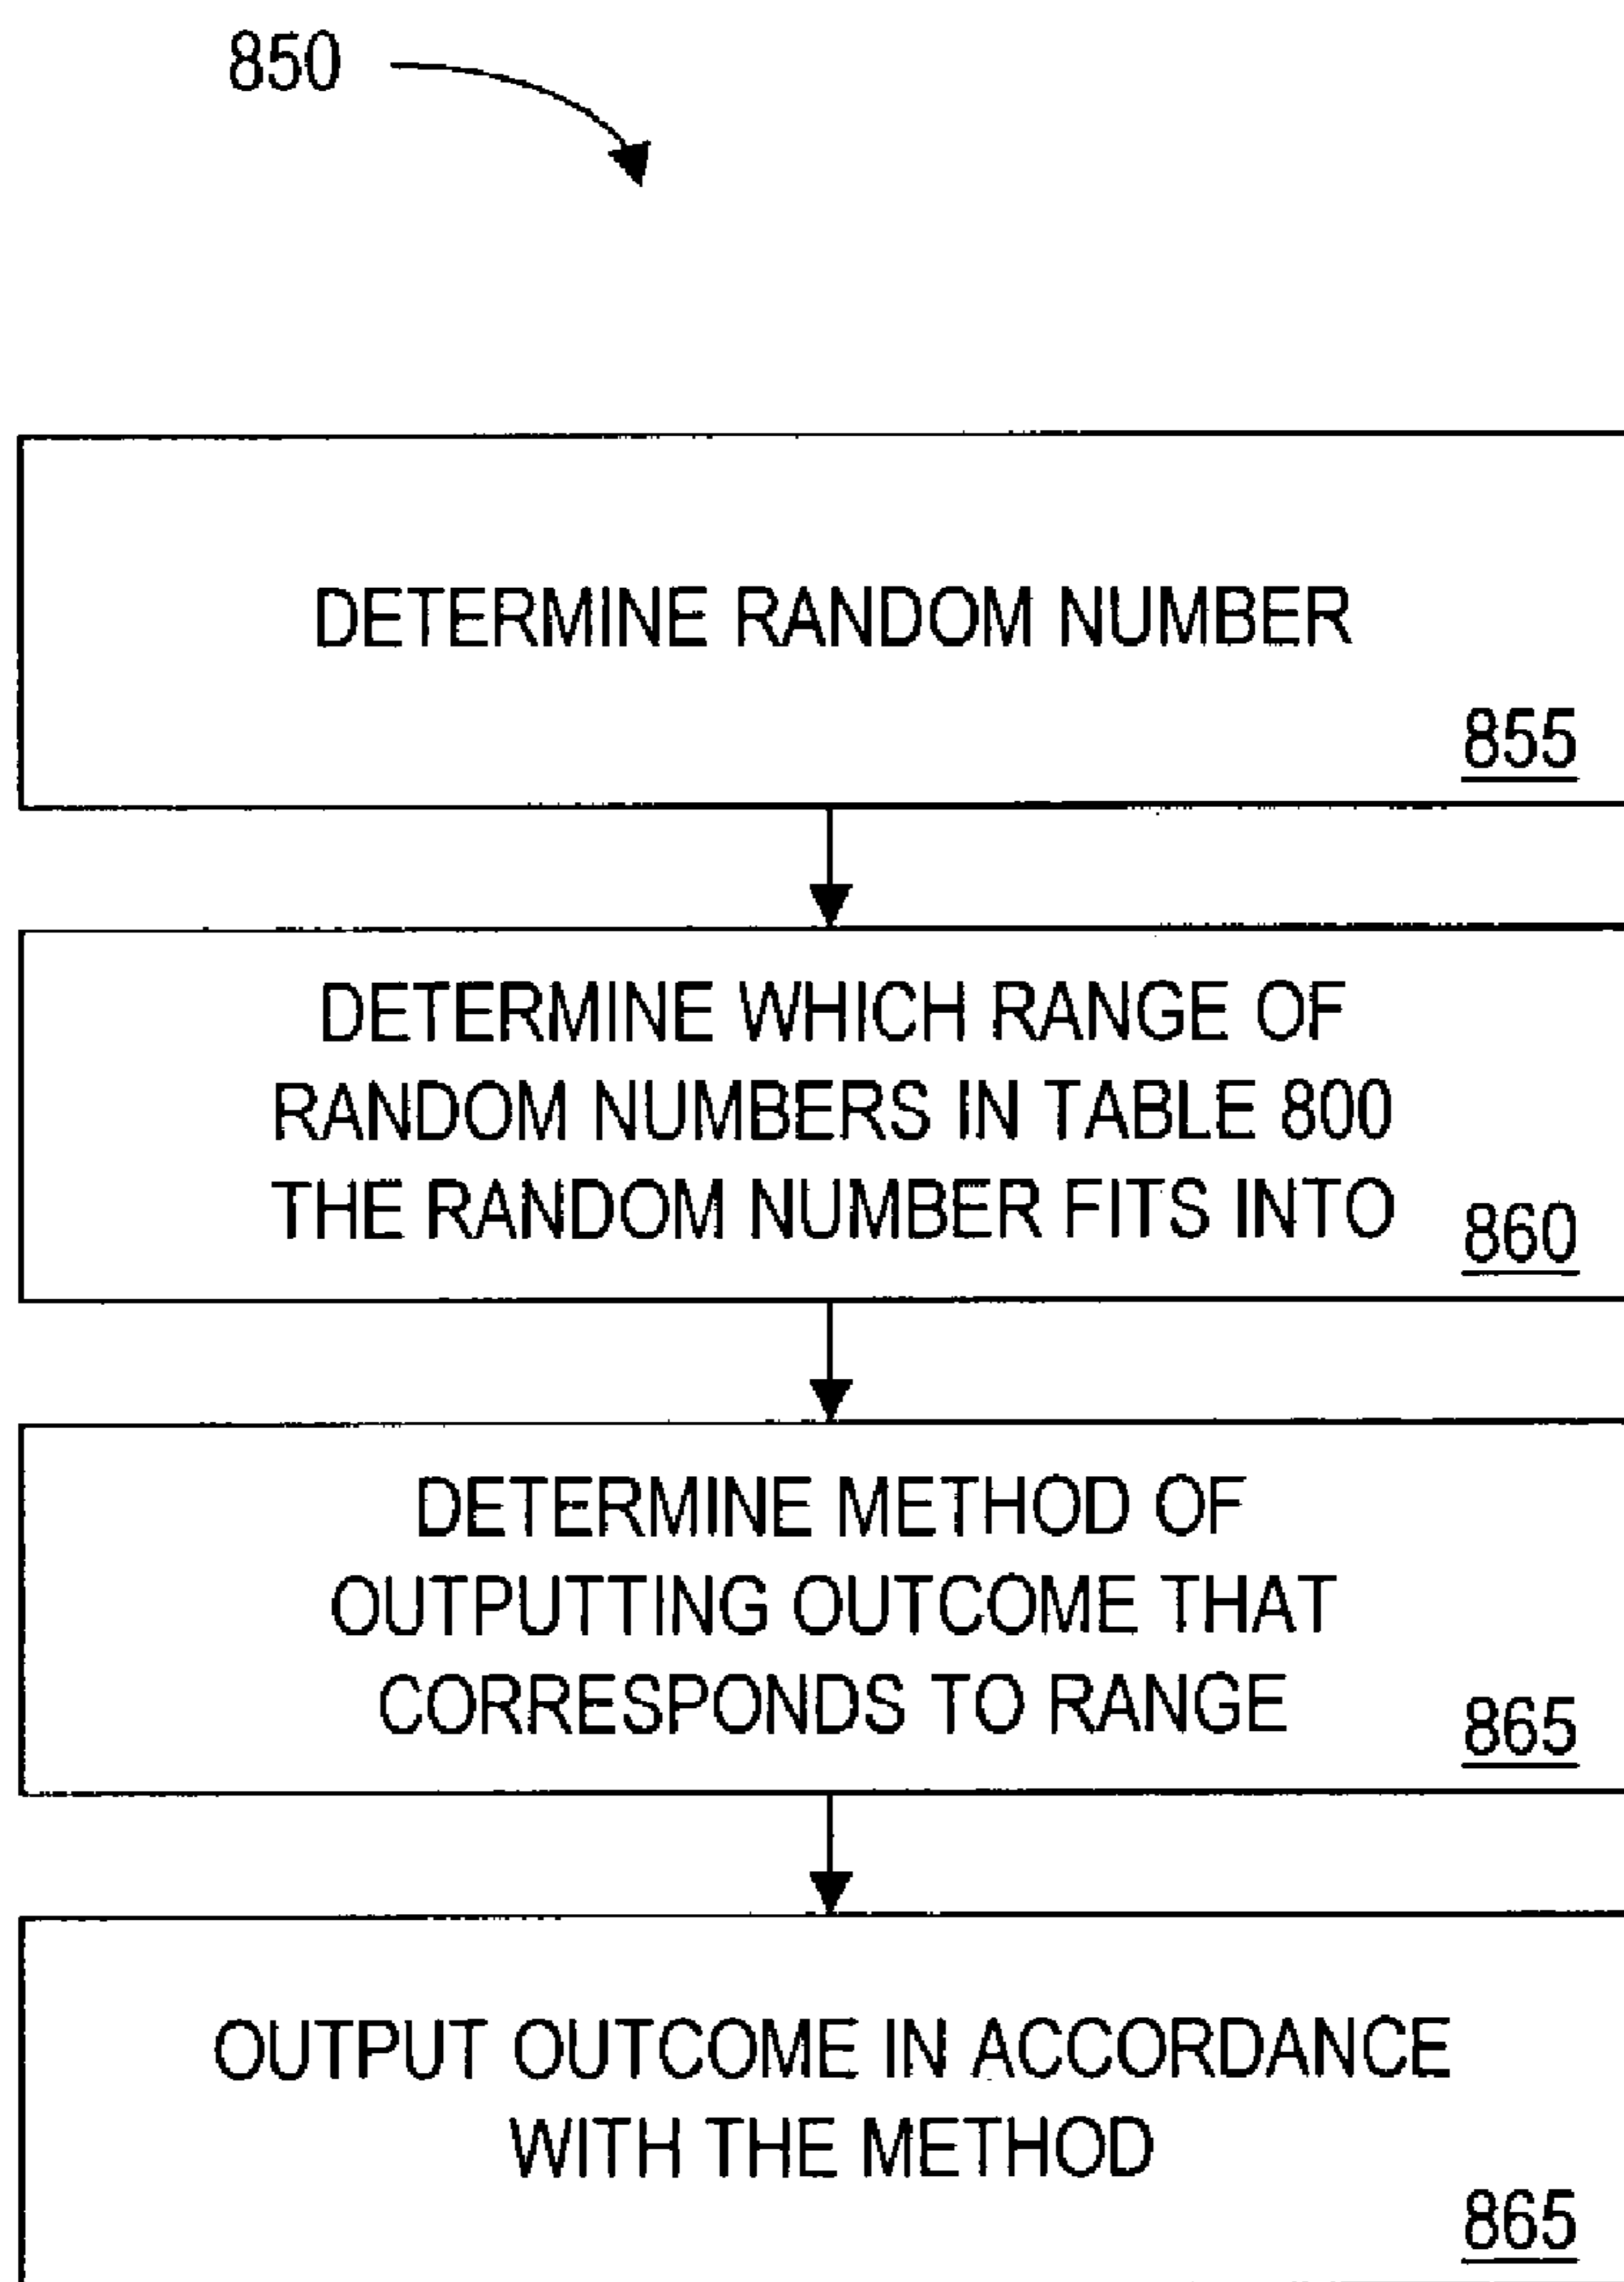 850
DETERMINE RANDOM NUMBER
855
DETERMINE WHICH RANGE OF
RANDOM NUMBERS IN TABLE 800
THE RANDOM NUMBER FITS INTO
860
DETERMINE METHOD OF
OUTPUTTING OUTCOME THAT
CORRESPONDS TO RANGE
865
OUTPUT OUTCOME IN ACCORDANCE
WITH THE METHOD
865